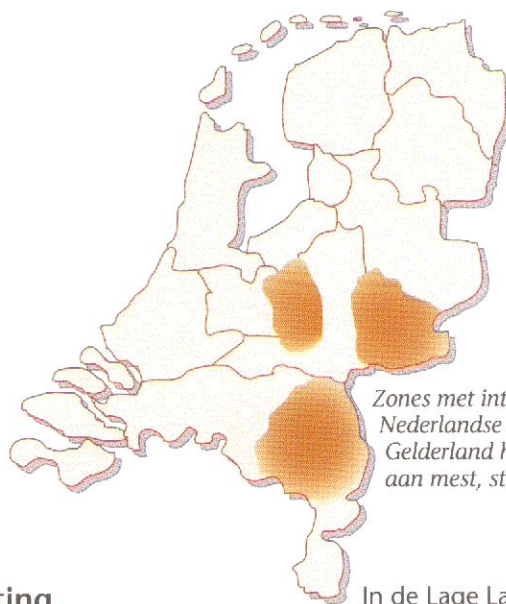 Zones met int
Nederlandse
Gelderland h
aan mest, st
ting
In de Lage La